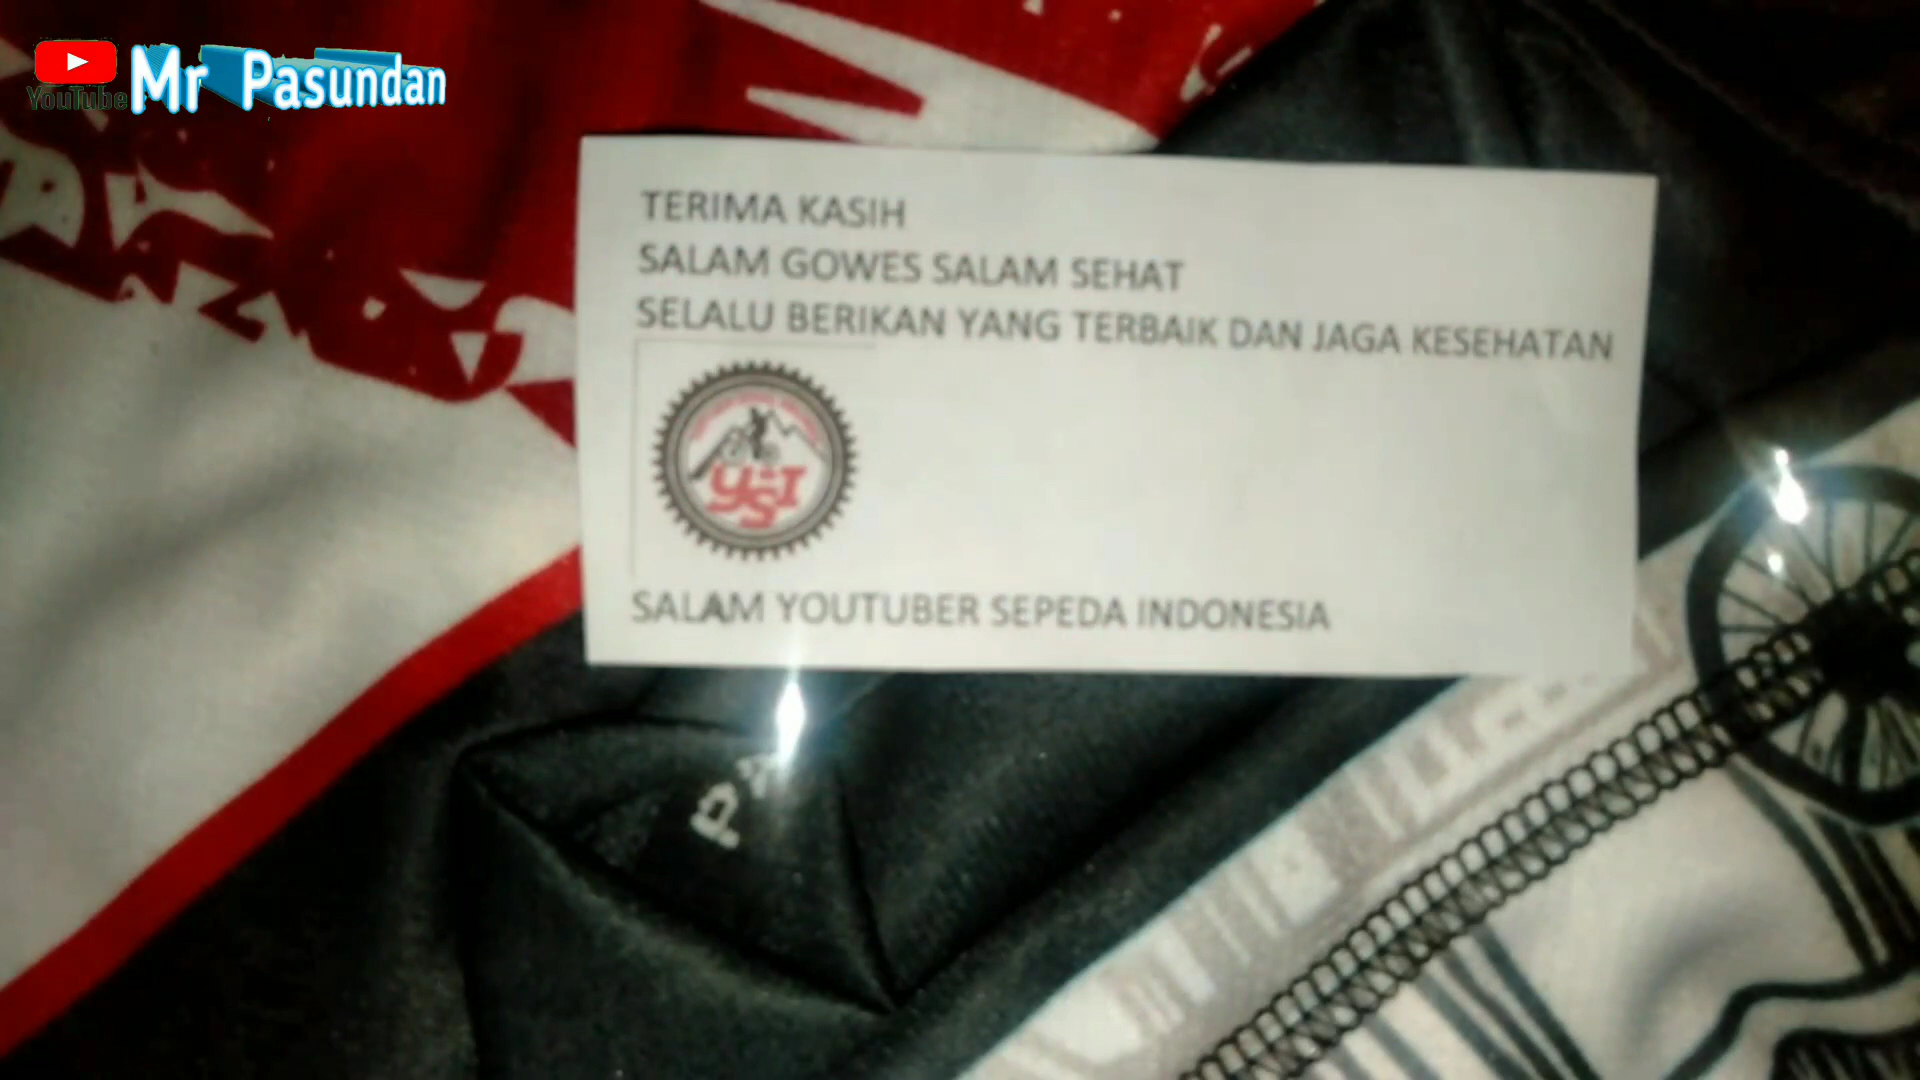 YouTube Mr Pasundan
TERIMA KASIH
SALAM GOWES SALAM SEHAT
SELALU BERIKAN YANG TERBAIK DAN JAGA KESEHATAN
YSI
SALAM YOUTUBER SEPEDA INDONESIA